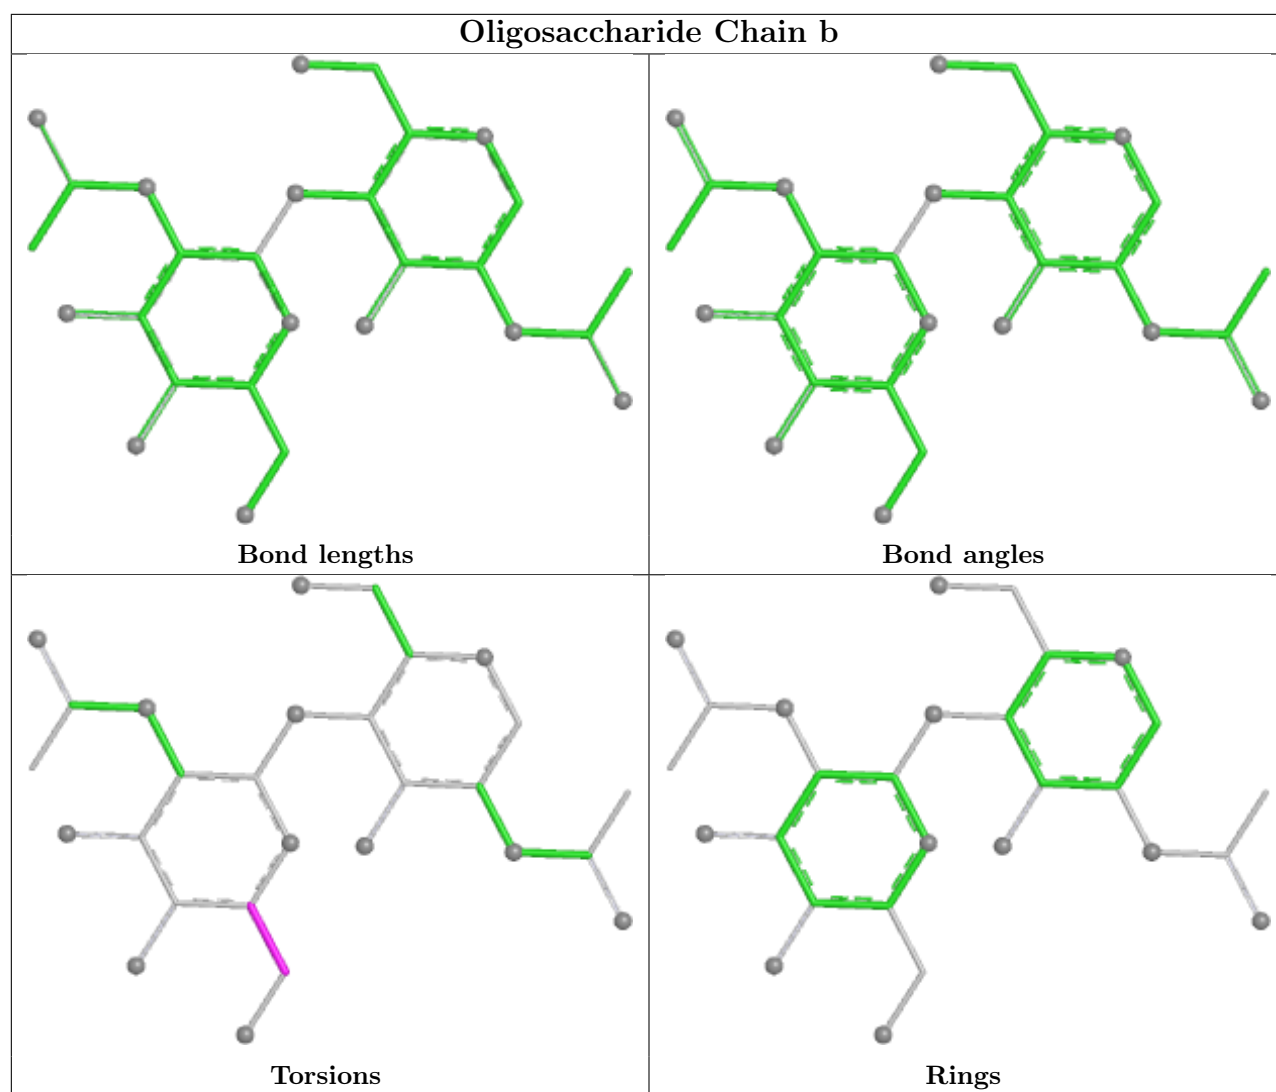 Oligosaccharide Chain b
Bond lengths
Bond angles
Torsions
Rings